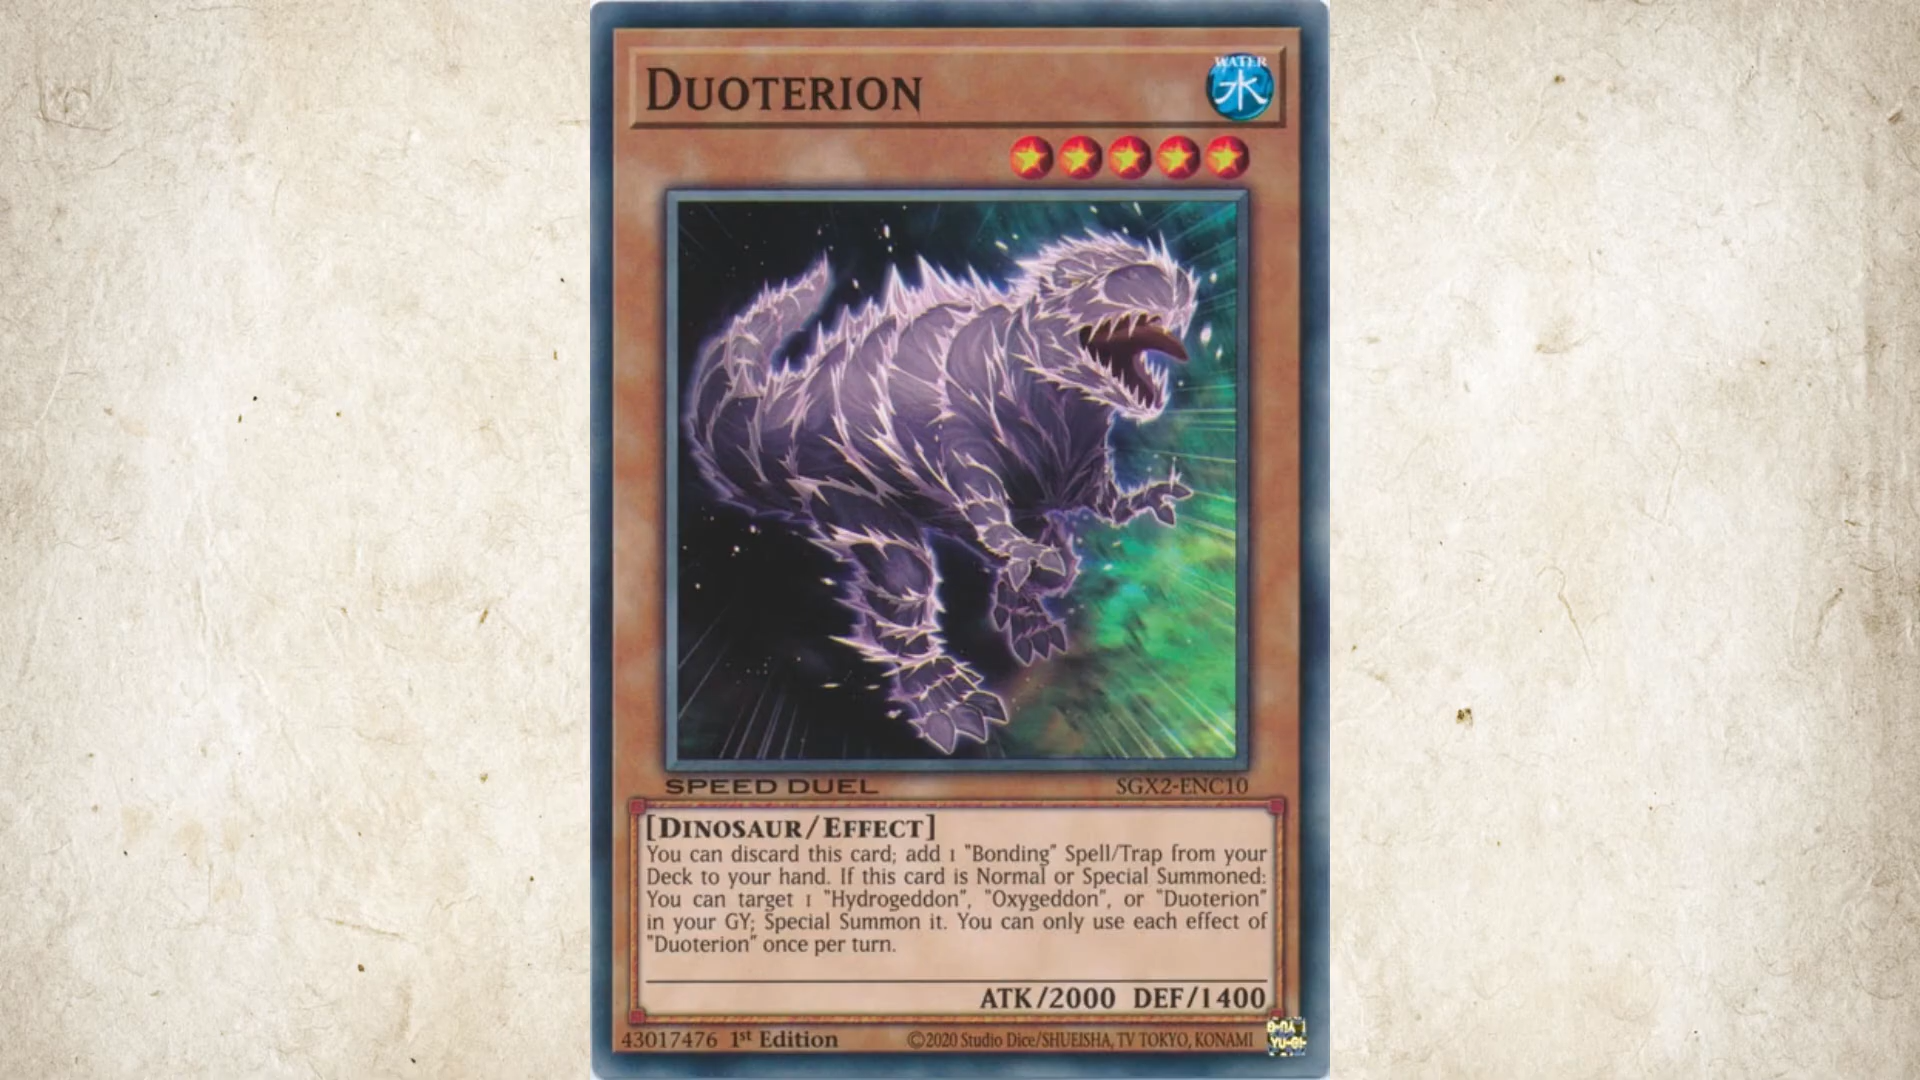 DUOTERION
WATER
水
SPEED DUEL
SGX2-ENC10
[DINOSAUR/EFFECT]
You can discard this card; add 1 "Bonding" Spell/Trap from your
Deck to your hand. If this card is Normal or Special Summoned:
You can target 1 "Hydrogeddon", "Oxygeddon", or "Duoterion"
in your GY; Special Summon it. You can only use each effect of
"Duoterion" once per turn.
ATK/2000 DEF/1400
43017476 1st Edition
©2020 Studio Dice/SHUEISHA, TV TOKYO, KONAMI
YU-GI-